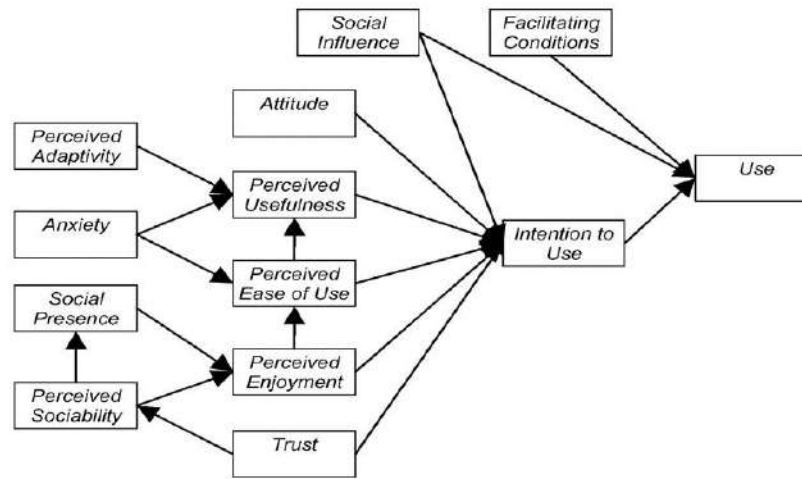 Social
Influence
Facilitating
Conditions
Attitude
Perceived
Adaptivity
Perceived
Usefulness
Use
Anxiety
Intention to
Use
Perceived
Ease of Use
Social
Presence
Perceived
Enjoyment
Perceived
Sociability
Trust